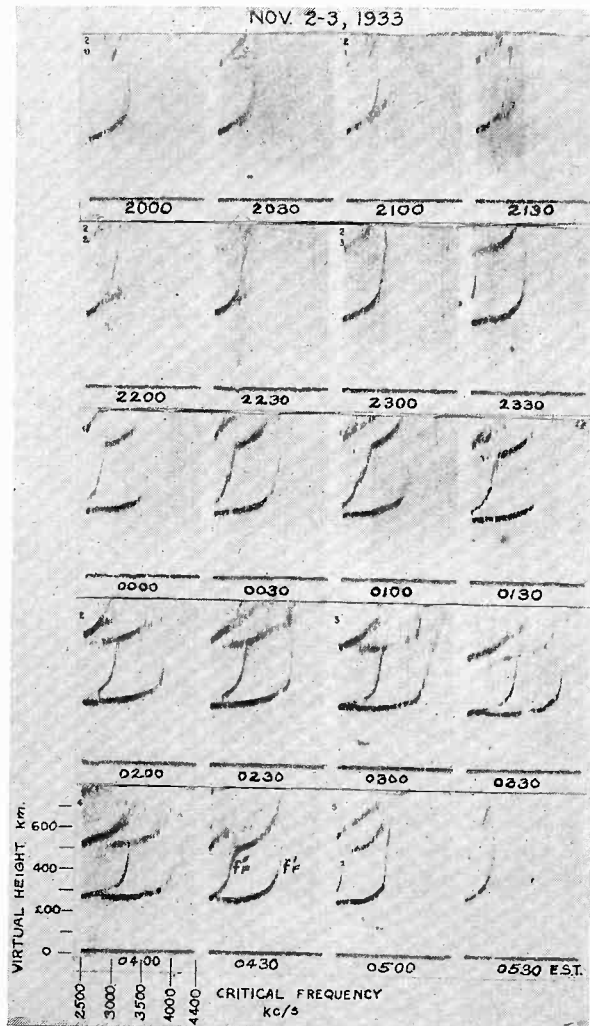 NOV. 2-3, 1933
2000 2030 2100 2130
2200 2230 2300 2330
0000 0030 0100 0130
0200 0230 0300 0330
VIRTUAL HEIGHT km.
600
400
200
0
f"F f'F
0400 0430 0500 0530 E.S.T.
2500 3000 3500 4000 4400
CRITICAL FREQUENCY
KC/S